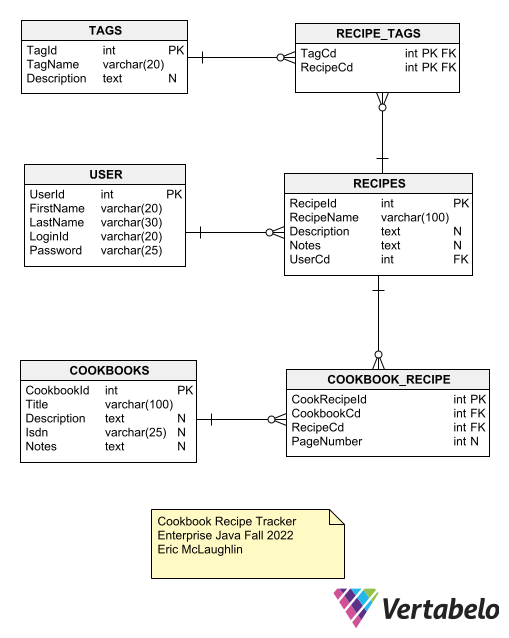 TAGS
TagId int PK
TagName varchar(20)
Description text N
RECIPE_TAGS
TagCd int PK FK
RecipeCd int PK FK
USER
UserId int PK
FirstName varchar(20)
LastName varchar(30)
LoginId varchar(20)
Password varchar(25)
RECIPES
RecipeId int PK
RecipeName varchar(100)
Description text N
Notes text N
UserCd int FK
COOKBOOKS
CookbookId int PK
Title varchar(100)
Description text N
Isdn varchar(25) N
Notes text N
COOKBOOK_RECIPE
CookRecipeId int PK
CookbookCd int FK
RecipeCd int FK
PageNumber int N
Cookbook Recipe Tracker
Enterprise Java Fall 2022
Eric McLaughlin
Vertabelo